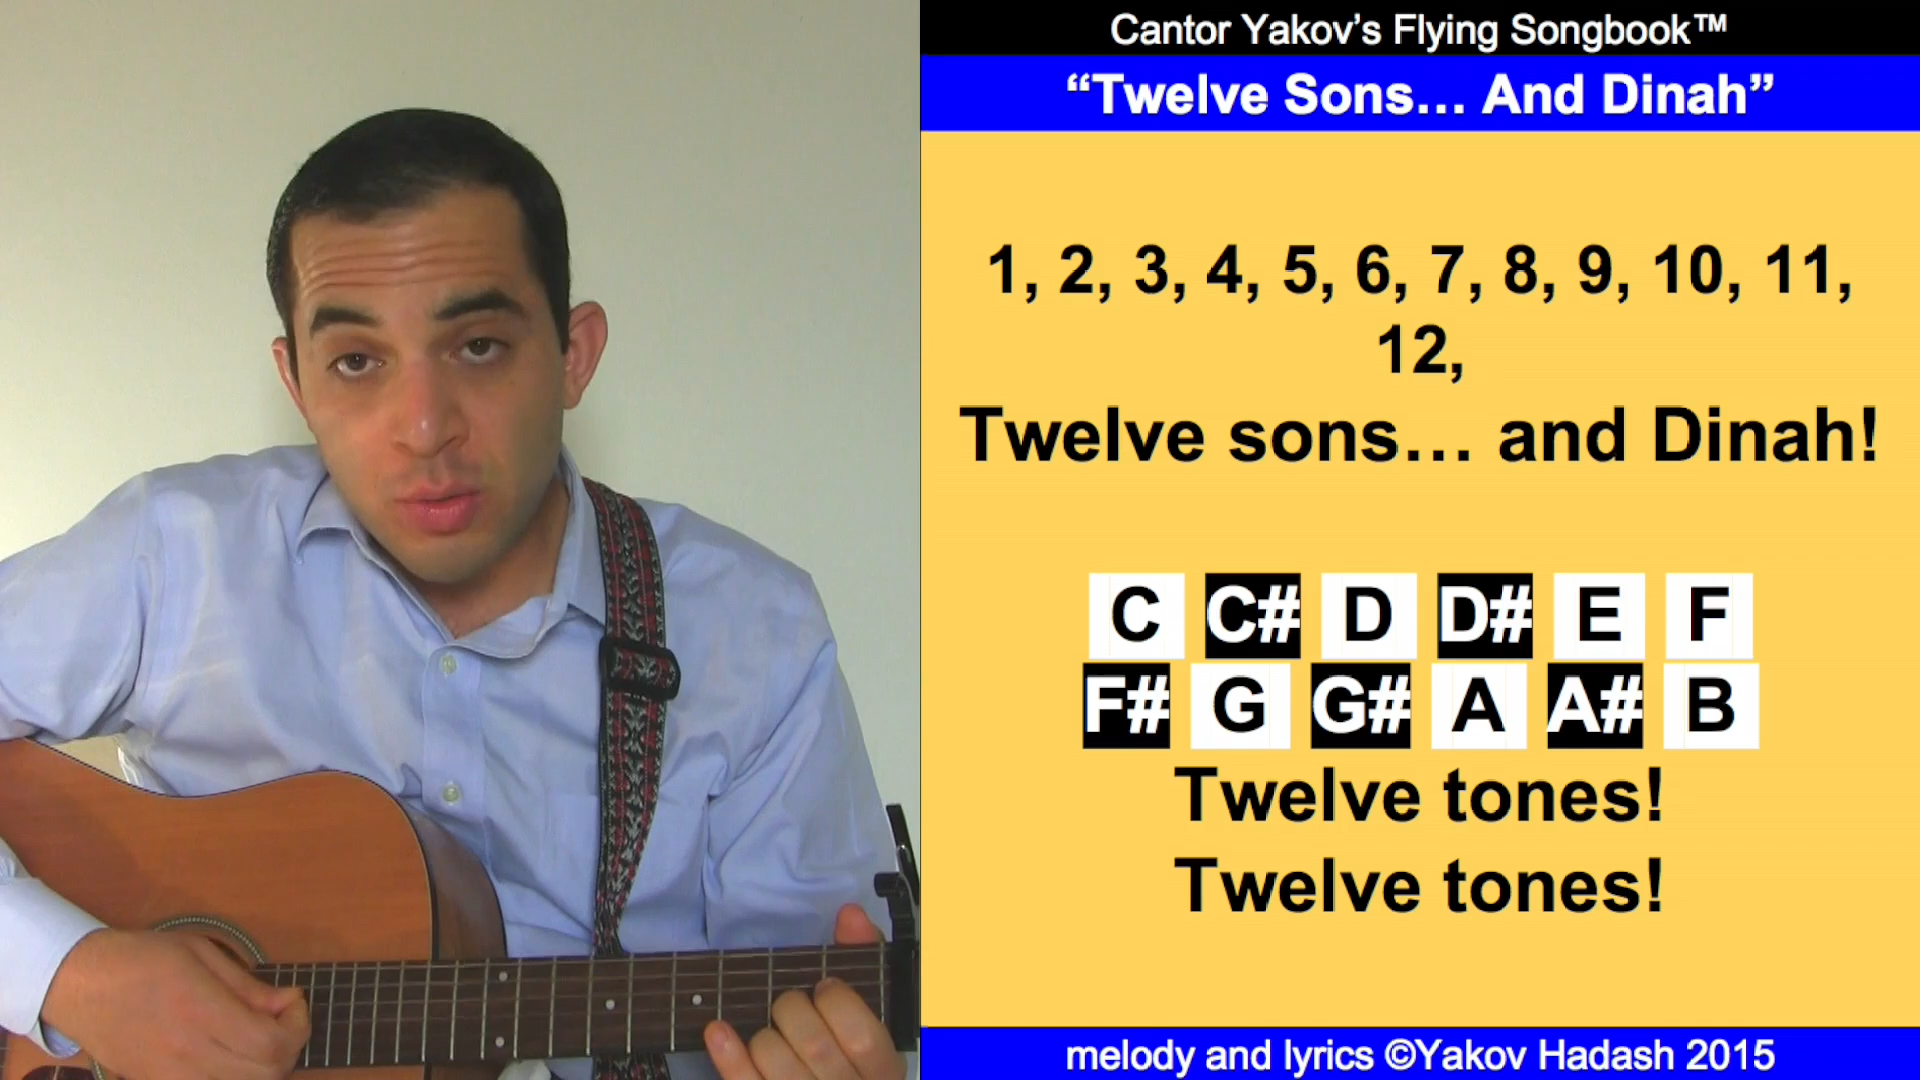 Cantor Yakov’s Flying Songbook™
“Twelve Sons… And Dinah”
1, 2, 3, 4, 5, 6, 7, 8, 9, 10, 11,
12,
Twelve sons… and Dinah!
C C# D D# E F
F# G G# A A# B
Twelve tones!
Twelve tones!
melody and lyrics ©Yakov Hadash 2015